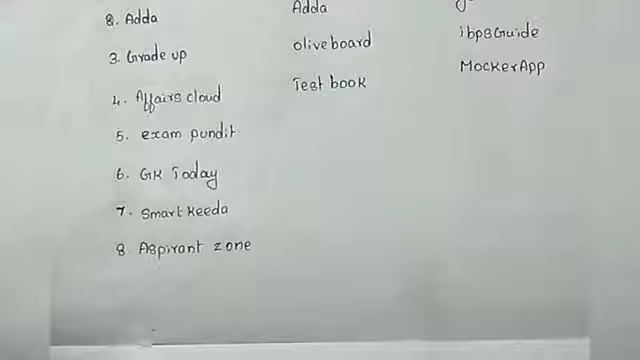 8. Adda
3. Grade up
4. Affairs cloud
5. exam pundit
6. GK Today
7. Smart Keeda
8 Aspirant zone
Adda
oliveboard
Test book
ibpsGuide
MockerApp